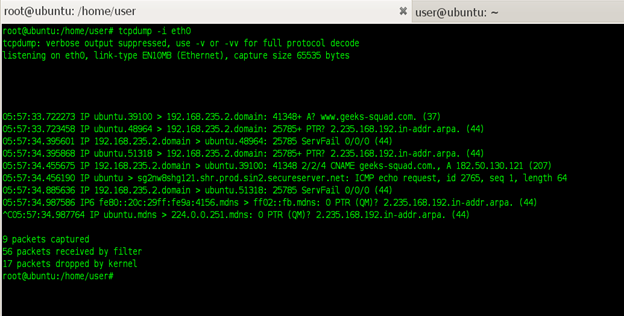 root@ubuntu: /home/user
user@ubuntu: ~
root@ubuntu:/home/user# tcpdump -i eth0
tcpdump: verbose output suppressed, use -v or -vv for full protocol decode
listening on eth0, link-type EN10MB (Ethernet), capture size 65535 bytes
05:57:33.722273 IP ubuntu.39100 > 192.168.235.2.domain: 41348+ A? www.geeks-squad.com. (37)
05:57:33.723458 IP ubuntu.48964 > 192.168.235.2.domain: 25785+ PTR? 2.235.168.192.in-addr.arpa. (44)
05:57:34.395601 IP 192.168.235.2.domain > ubuntu.48964: 25785 ServFail 0/0/0 (44)
05:57:34.395868 IP ubuntu.51318 > 192.168.235.2.domain: 25785+ PTR? 2.235.168.192.in-addr.arpa. (44)
05:57:34.455675 IP 192.168.235.2.domain > ubuntu.39100: 41348 2/2/4 CNAME geeks-squad.com., A 182.50.130.121 (207)
05:57:34.456190 IP ubuntu > sg2nw8shg121.shr.prod.sin2.secureserver.net: ICMP echo request, id 2765, seq 1, length 64
05:57:34.885636 IP 192.168.235.2.domain > ubuntu.51318: 25785 ServFail 0/0/0 (44)
05:57:34.987586 IP6 fe80::20c:29ff:fe9a:4156.mdns > ff02::fb.mdns: 0 PTR (QM)? 2.235.168.192.in-addr.arpa. (44)
^C05:57:34.987764 IP ubuntu.mdns > 224.0.0.251.mdns: 0 PTR (QM)? 2.235.168.192.in-addr.arpa. (44)
9 packets captured
56 packets received by filter
17 packets dropped by kernel
root@ubuntu:/home/user#